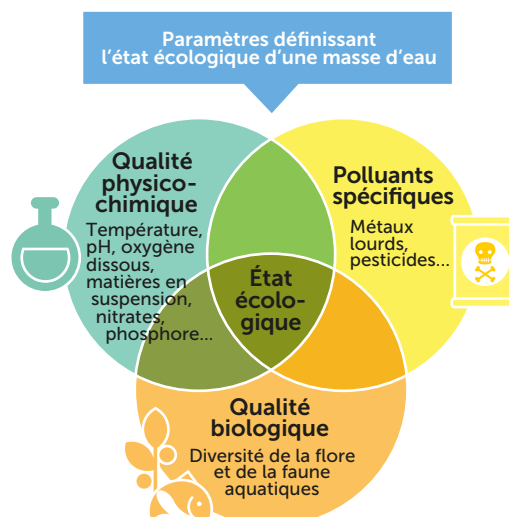 Paramètres définissant
l'état écologique d'une masse d'eau
Qualité
physico-
chimique
Température,
pH, oxygène
dissous,
matières en
suspension,
nitrates,
phosphore...
Polluants
spécifiques
Métaux
lourds,
pesticides...
État
écolo-
gique
Qualité
biologique
Diversité de la flore
et de la faune
aquatiques